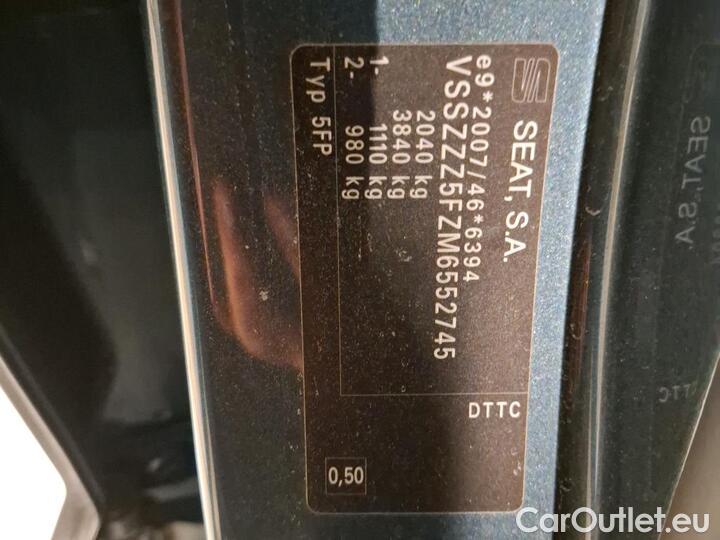 SEAT, S.A.
e9*2007/46*6394
VSSZZZ5FZM6552745
2040 kg
3840 kg
1- 1110 kg
2- 980 kg
Typ 5FP
DTTC
0,50
SEAT, S.A
CarOutlet.eu